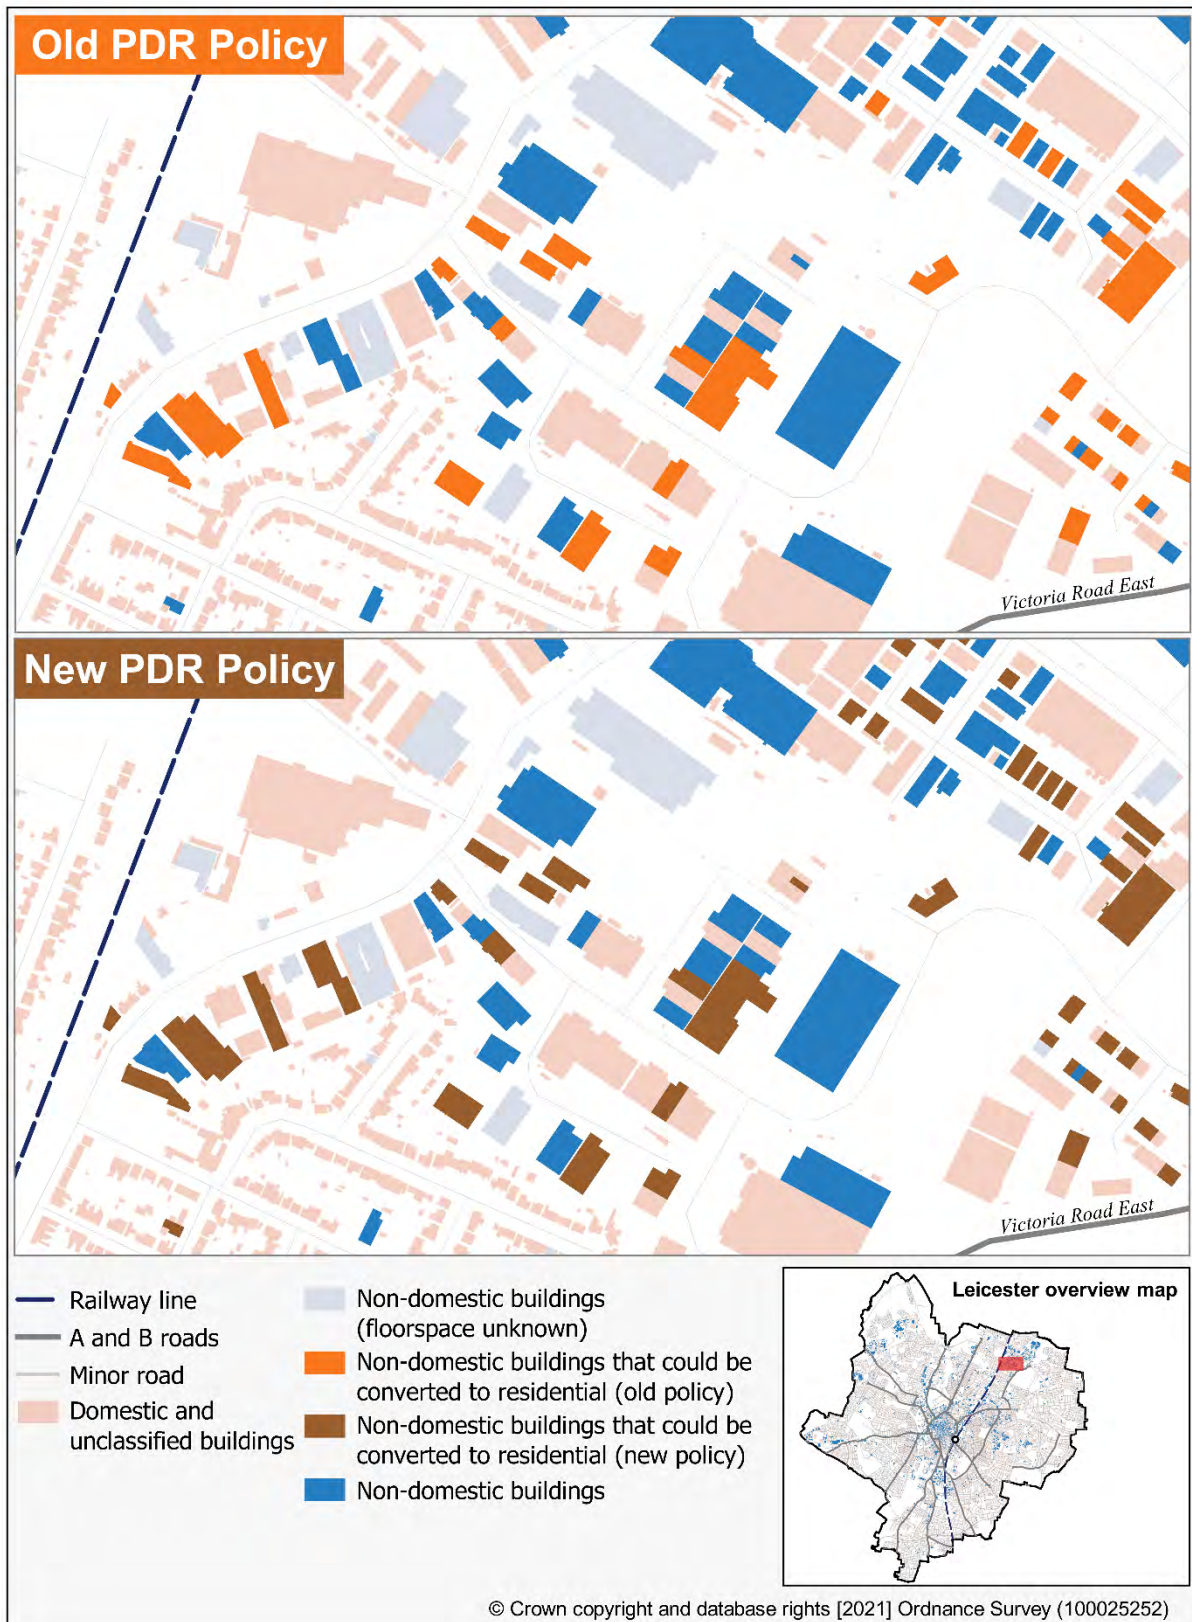 Old PDR Policy
Victoria Road East
New PDR Policy
Victoria Road East
Railway line
A and B roads
Minor road
Domestic and
unclassified buildings
Non-domestic buildings
(floorspace unknown)
Non-domestic buildings that could be
converted to residential (old policy)
Non-domestic buildings that could be
converted to residential (new policy)
Non-domestic buildings
Leicester overview map
© Crown copyright and database rights [2021] Ordnance Survey (100025252)